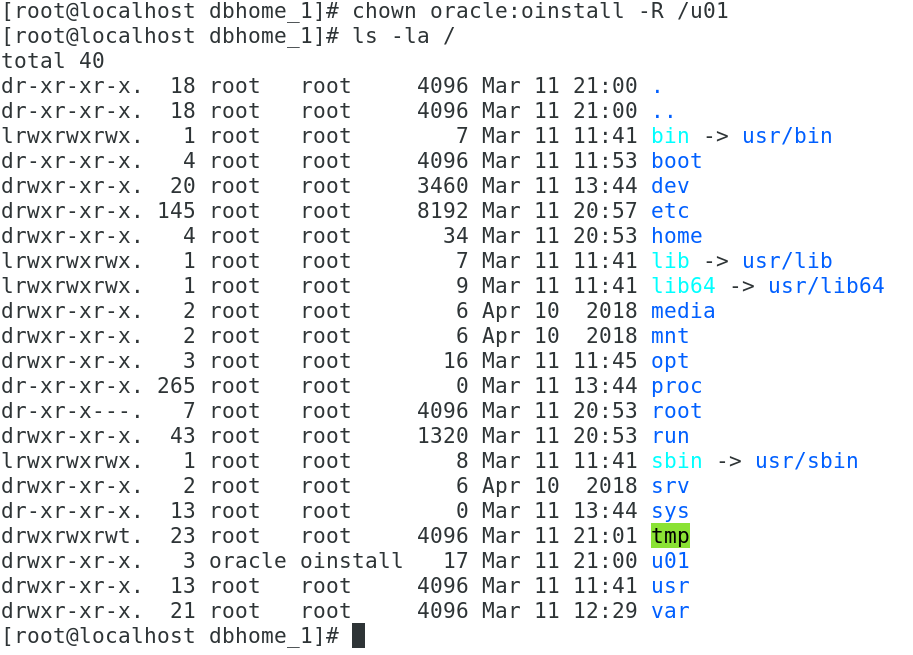 [root@localhost dbhome_1]# chown oracle:oinstall -R /u01
[root@localhost dbhome_1]# ls -la /
total 40
dr-xr-xr-x.  18 root   root     4096 Mar 11 21:00 .
dr-xr-xr-x.  18 root   root     4096 Mar 11 21:00 ..
lrwxrwxrwx.   1 root   root        7 Mar 11 11:41 bin -> usr/bin
dr-xr-xr-x.   4 root   root     4096 Mar 11 11:53 boot
drwxr-xr-x.  20 root   root     3460 Mar 11 13:44 dev
drwxr-xr-x. 145 root   root     8192 Mar 11 20:57 etc
drwxr-xr-x.   4 root   root       34 Mar 11 20:53 home
lrwxrwxrwx.   1 root   root        7 Mar 11 11:41 lib -> usr/lib
lrwxrwxrwx.   1 root   root        9 Mar 11 11:41 lib64 -> usr/lib64
drwxr-xr-x.   2 root   root        6 Apr 10  2018 media
drwxr-xr-x.   2 root   root        6 Apr 10  2018 mnt
drwxr-xr-x.   3 root   root       16 Mar 11 11:45 opt
dr-xr-xr-x. 265 root   root        0 Mar 11 13:44 proc
dr-xr-x---.   7 root   root     4096 Mar 11 20:53 root
drwxr-xr-x.  43 root   root     1320 Mar 11 20:53 run
lrwxrwxrwx.   1 root   root        8 Mar 11 11:41 sbin -> usr/sbin
drwxr-xr-x.   2 root   root        6 Apr 10  2018 srv
dr-xr-xr-x.  13 root   root        0 Mar 11 13:44 sys
drwxrwxrwt.  23 root   root     4096 Mar 11 21:01 tmp
drwxr-xr-x.   3 oracle oinstall   17 Mar 11 21:00 u01
drwxr-xr-x.  13 root   root     4096 Mar 11 11:41 usr
drwxr-xr-x.  21 root   root     4096 Mar 11 12:29 var
[root@localhost dbhome_1]#